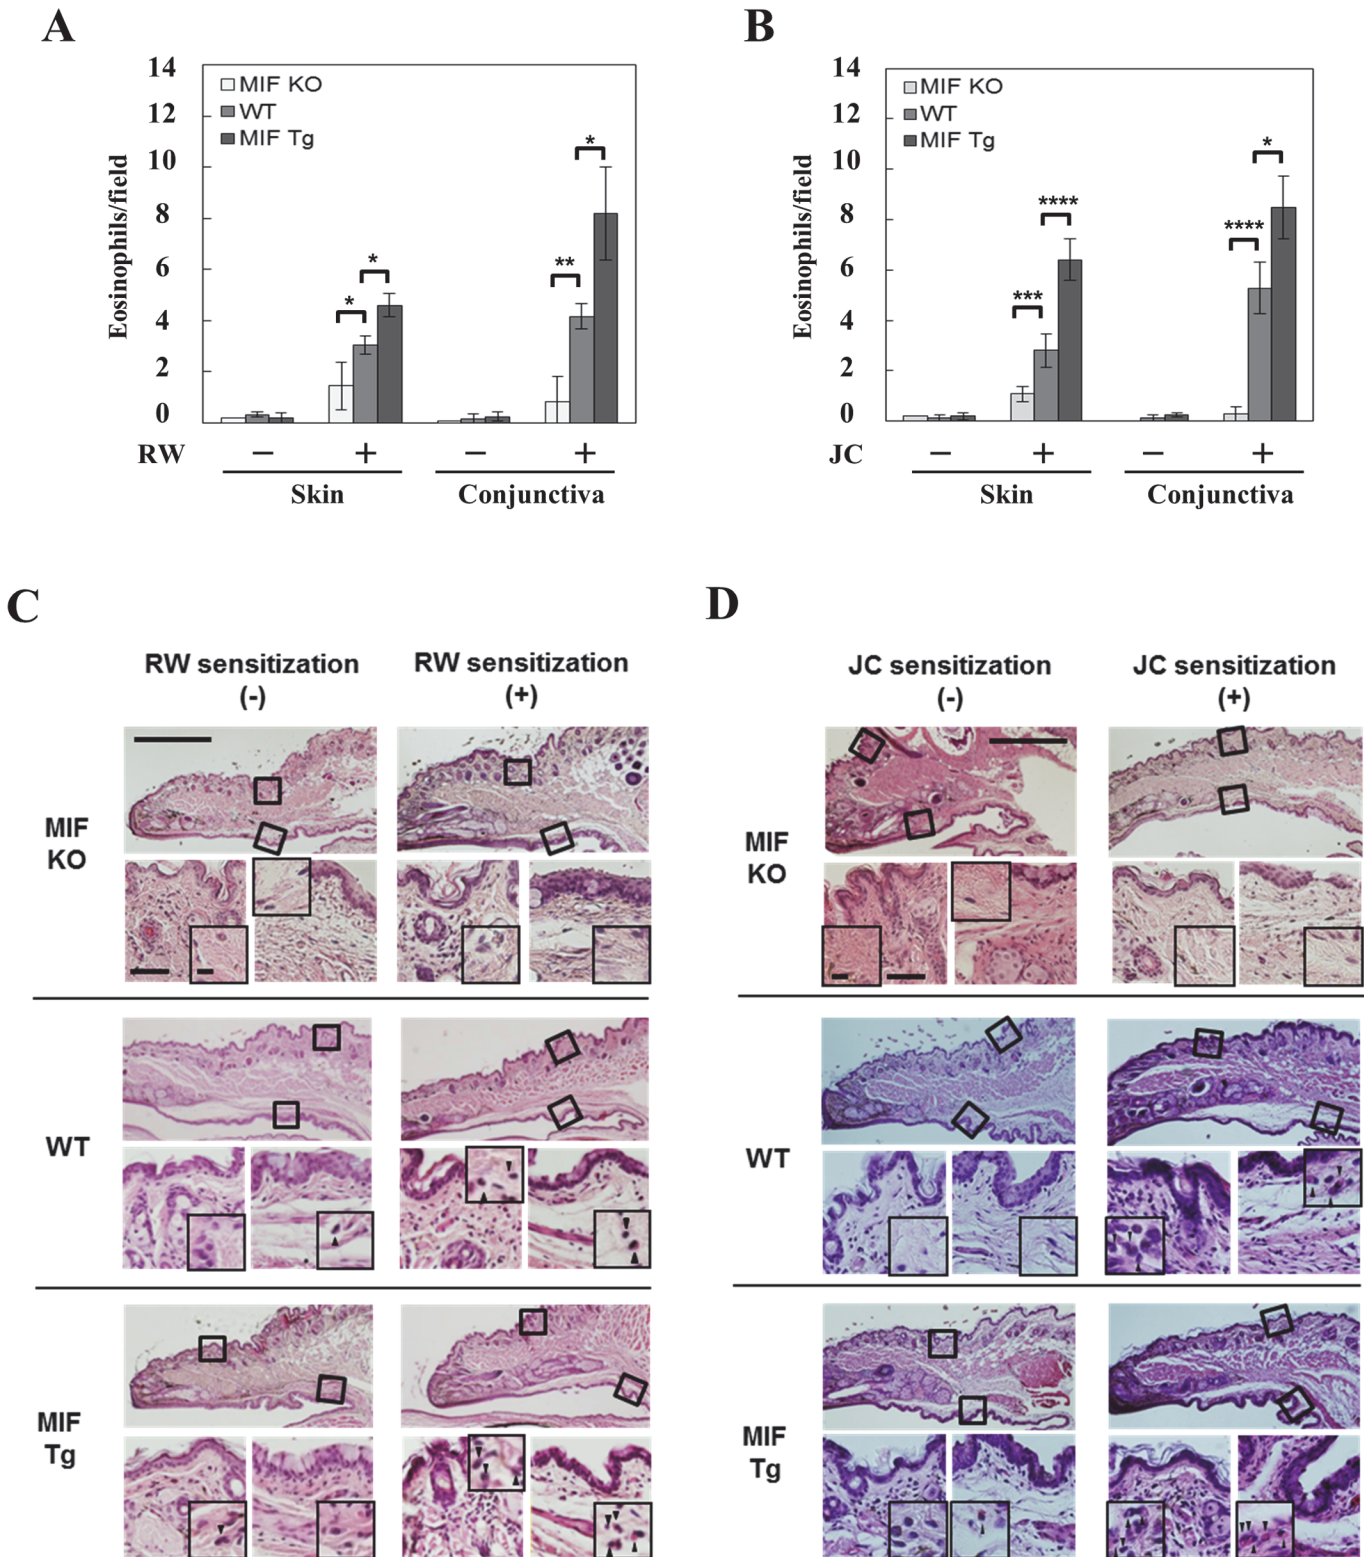 A
14
12
10
8
6
4
2
0
Eosinophils/field
MIF KO
WT
MIF Tg
*
*
**
*
RW
−
+
−
+
Skin
Conjunctiva
B
14
12
10
8
6
4
2
0
Eosinophils/field
MIF KO
WT
MIF Tg
***
****
****
*
JC
−
+
−
+
Skin
Conjunctiva
C
RW sensitization
(-)
RW sensitization
(+)
MIF
KO
WT
MIF
Tg
D
JC sensitization
(-)
JC sensitization
(+)
MIF
KO
WT
MIF
Tg